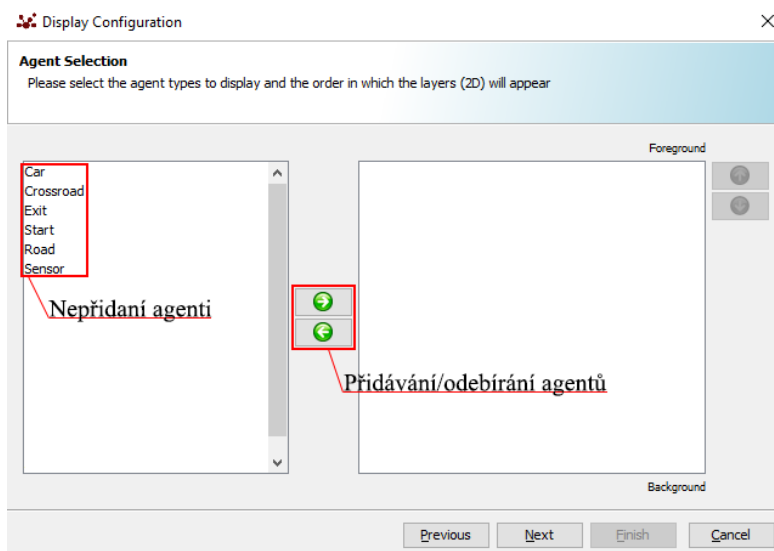 Display Configuration
Agent Selection
Please select the agent types to display and the order in which the layers (2D) will appear
Foreground
Car
Crossroad
Exit
Start
Road
Sensor
Nepřidaní agenti
Přidávání/odebírání agentů
Background
Previous
Next
Finish
Cancel